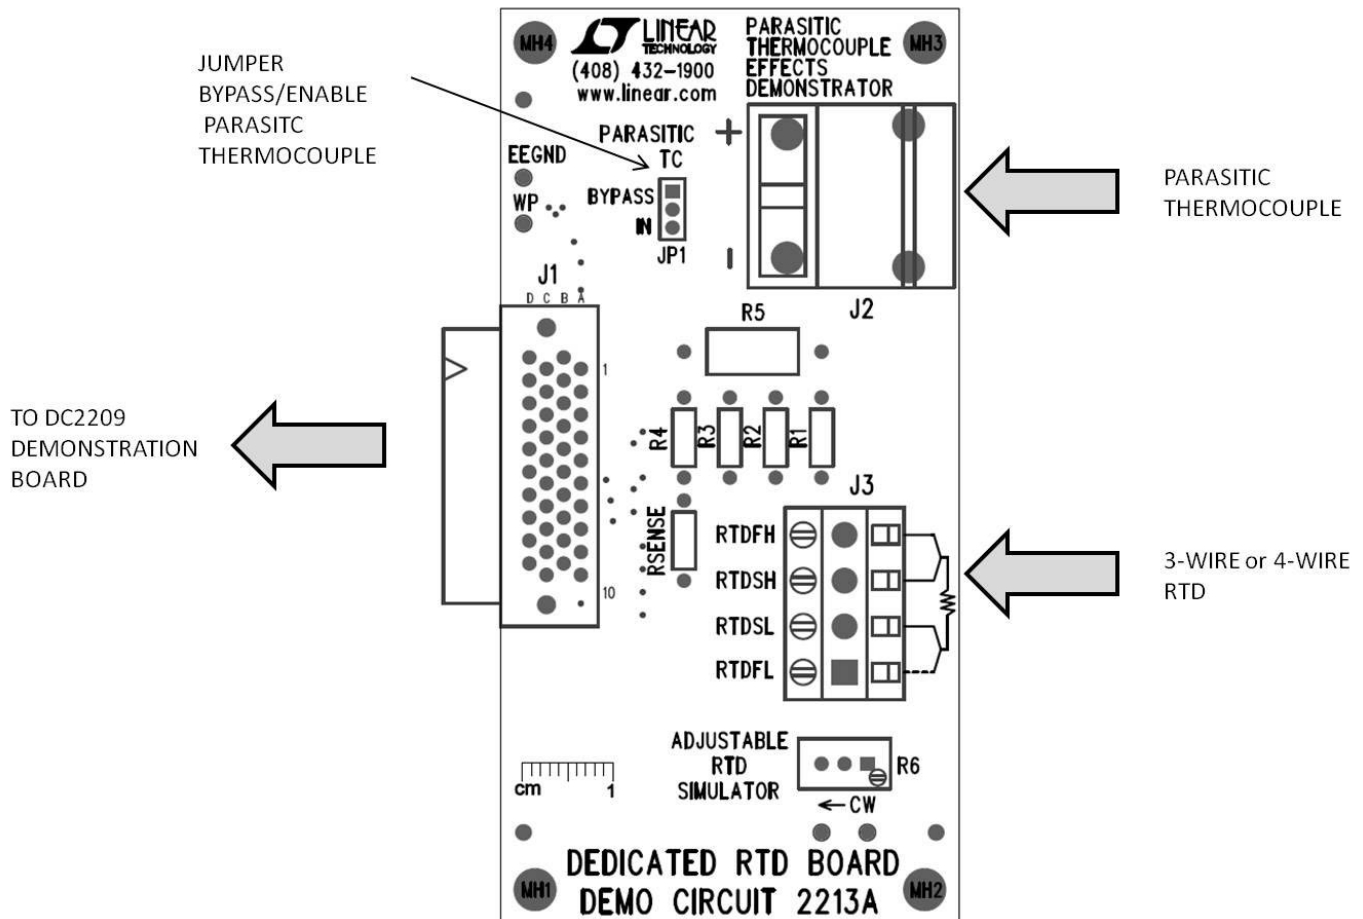 JUMPER
BYPASS/ENABLE
PARASITC
THERMOCOUPLE
MH4
LINEAR
TECHNOLOGY
(408) 432-1900
www.linear.com
PARASITIC
THERMOCOUPLE
EFFECTS
DEMONSTRATOR
MH3
PARASITIC
TC
BYPASS
IN
JP1
+
-
J2
EEGND
WP
PARASITIC
THERMOCOUPLE
J1
D C B A
1
10
R5
R4
R3
R2
R1
RSENSE
TO DC2209
DEMONSTRATION
BOARD
J3
RTDFH
RTDSH
RTDSL
RTDFL
3-WIRE or 4-WIRE
RTD
ADJUSTABLE
RTD
SIMULATOR
R6
←CW
cm 1
DEDICATED RTD BOARD
DEMO CIRCUIT 2213A
MH1
MH2